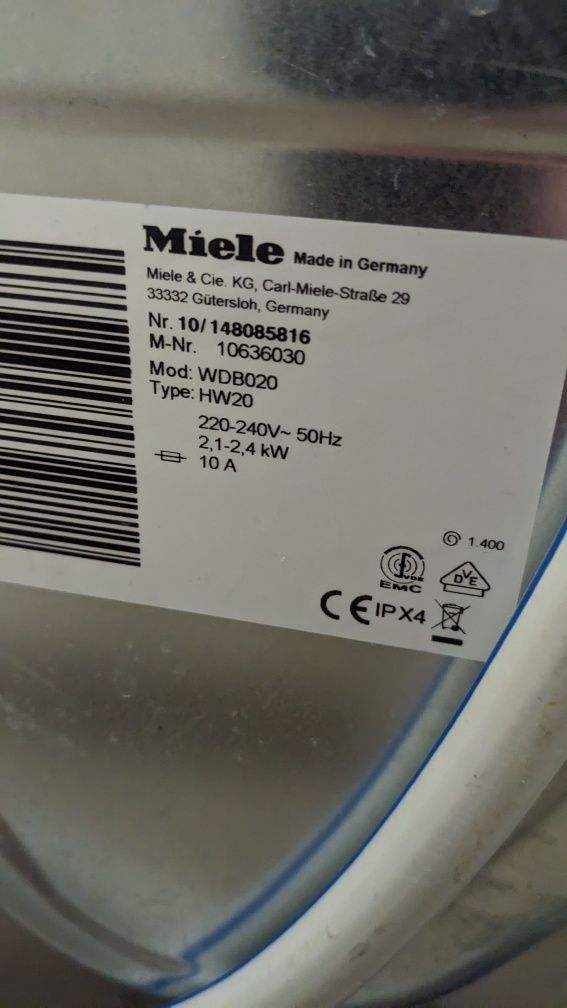 Miele Made in Germany
Miele & Cie. KG, Carl-Miele-Straße 29
33332 Gütersloh, Germany
Nr. 10/148085816
M-Nr. 10636030
Mod: WDB020
Type: HW20
220-240V~ 50Hz
2,1-2,4 kW
10 A
1.400
VDE
EMC
DVE
CE IPX4